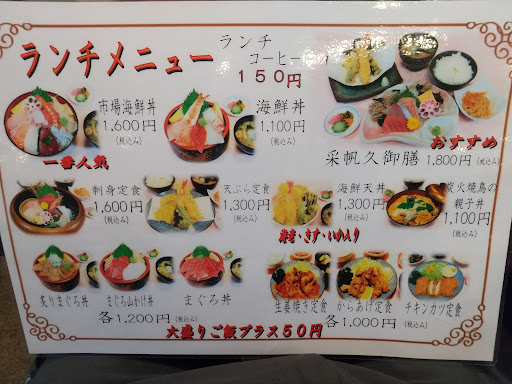 ランチメニュー
ランチ
コーヒー
150円
市場海鮮丼
1,600円
(税込み)
一番人気
海鮮丼
1,100円
(税込み)
おすすめ
采帆久御膳 1,800円(税込み)
刺身定食
1,600円
(税込み)
天ぷら定食
1,300円
(税込み)
海鮮天丼
1,300円
(税込み)
海老・きす・いか入り
炭火焼鳥の
親子丼
1,100円
(税込み)
炙りまぐろ丼
まぐろ山かけ丼
まぐろ丼
各1,200円(税込み)
生姜焼き定食
からあげ定食
チキンカツ定食
各1,000円(税込み)
大盛りご飯プラス50円